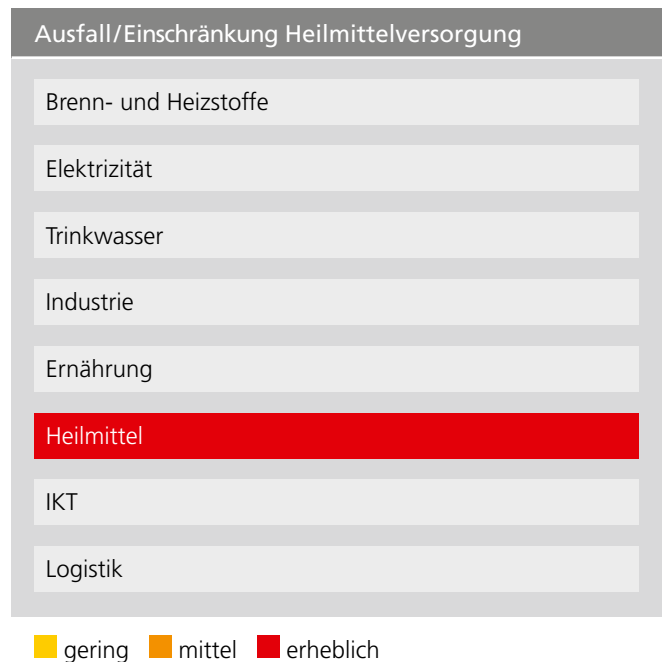 Ausfall/Einschränkung Heilmittelversorgung
Brenn- und Heizstoffe
Elektrizität
Trinkwasser
Industrie
Ernährung
Heilmittel
IKT
Logistik
gering mittel erheblich